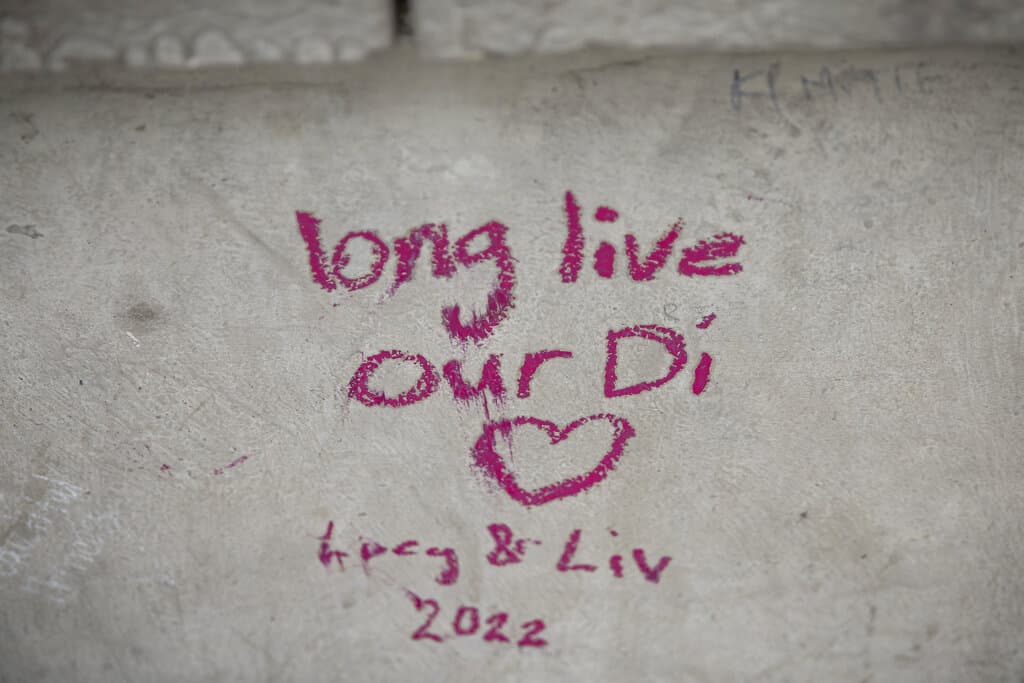 long live
our Di
& Liv
2022